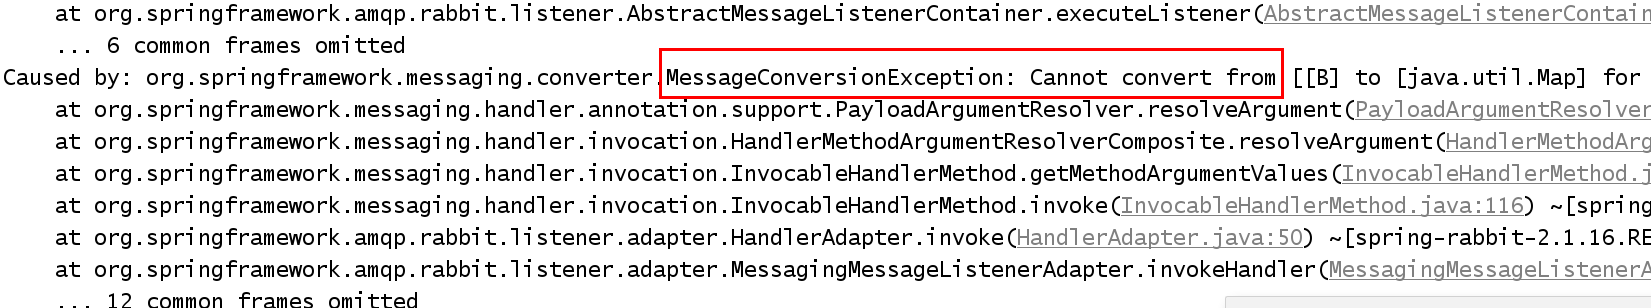 at org.springframework.amqp.rabbit.listener.AbstractMessageListenerContainer.executeListener(AbstractMessageListenerContain
... 6 common frames omitted
Caused by: org.springframework.messaging.converter.MessageConversionException: Cannot convert from [[B] to [java.util.Map] for
at org.springframework.messaging.handler.annotation.support.PayloadArgumentResolver.resolveArgument(PayloadArgumentResolver
at org.springframework.messaging.handler.invocation.HandlerMethodArgumentResolverComposite.resolveArgument(HandlerMethodArg
at org.springframework.messaging.handler.invocation.InvocableHandlerMethod.getMethodArgumentValues(InvocableHandlerMethod.j
at org.springframework.messaging.handler.invocation.InvocableHandlerMethod.invoke(InvocableHandlerMethod.java:116) ~[spring
at org.springframework.amqp.rabbit.listener.adapter.HandlerAdapter.invoke(HandlerAdapter.java:50) ~[spring-rabbit-2.1.16.RE
at org.springframework.amqp.rabbit.listener.adapter.MessagingMessageListenerAdapter.invokeHandler(MessagingMessageListenerA
... 12 common frames omitted